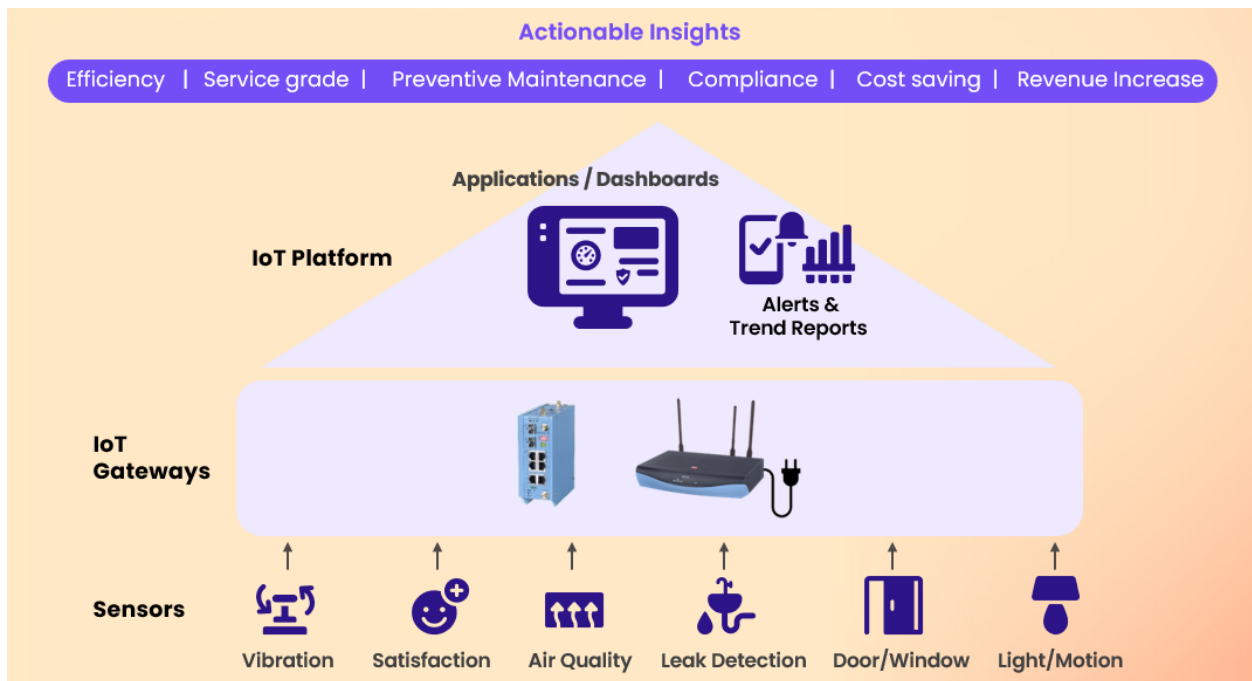 Actionable Insights
Efficiency | Service grade | Preventive Maintenance | Compliance | Cost saving | Revenue Increase
Applications / Dashboards
IoT Platform
Alerts &
Trend Reports
IoT
Gateways
Sensors
Vibration
Satisfaction
Air Quality
Leak Detection
Door/Window
Light/Motion